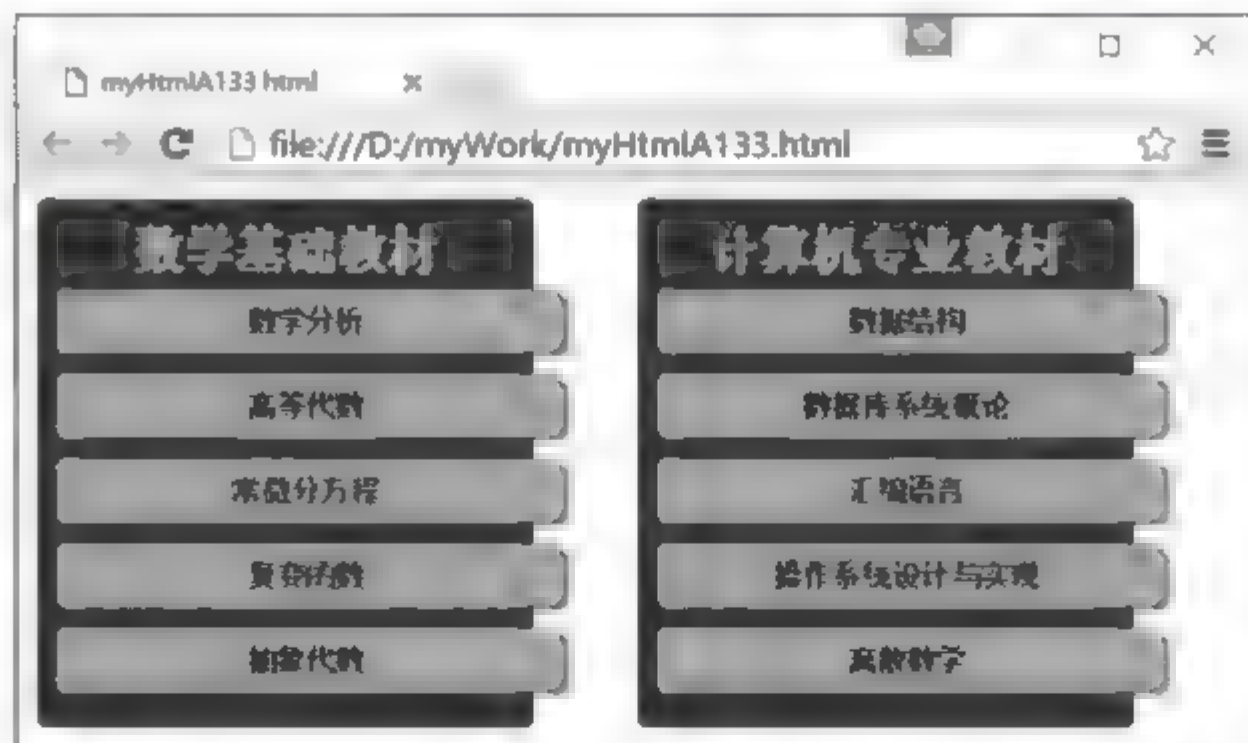 myHtmlA133.html
file:///D:/myWork/myHtmlA133.html
数学基础教材
数学分析
高等代数
常微分方程
复变函数
抽象代数
计算机专业教材
数据结构
数据库系统概论
汇编语言
操作系统设计与实现
离散数学